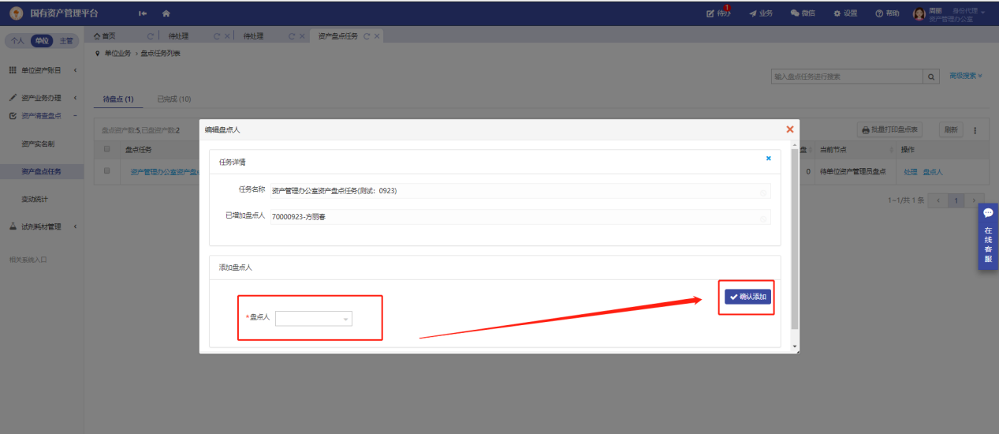 国有资产管理平台
待办 1 业务 微信 设置 帮助 周丽 身份代理
资产管理办公室
个人 单位 主管
首页 待处理 待处理 资产盘点任务
单位业务 > 盘点任务列表
单位资产账目
输入盘点任务进行搜索 高级搜索
资产业务办理
待盘点 (1) 已完成 (10)
资产清查盘点
盘点资产数:5,已盘资产数:2
批量打印盘点表 刷新
编辑盘点人
资产实名制
盘点任务
盘 当前节点 操作
任务详情
资产盘点任务
资产管理办公室资产盘点
0 待单位资产管理员盘点 处理 盘点人
任务名称 资产管理办公室资产盘点任务(测试: 0923)
变动统计
1~1/共 1 条 < 1 >
已增加盘点人 70000923-方丽春
试剂耗材管理
在线客服
相关系统入口
添加盘点人
确认添加
*盘点人